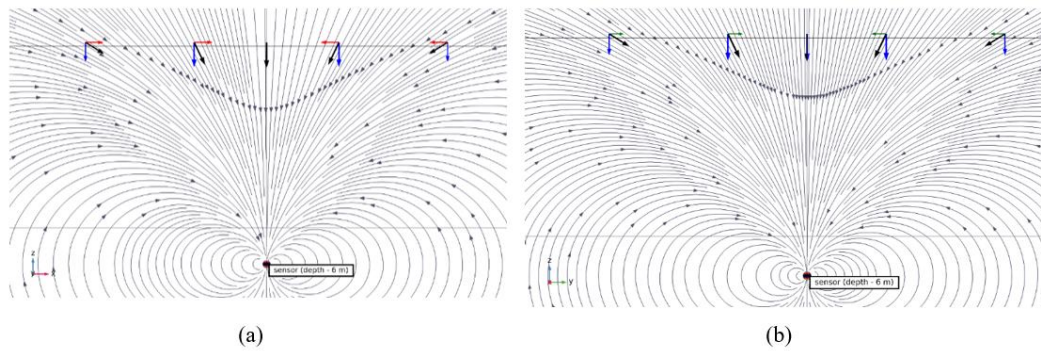 z
x
sensor (depth - 6 m)
z
y
sensor (depth - 6 m)
(a)
(b)